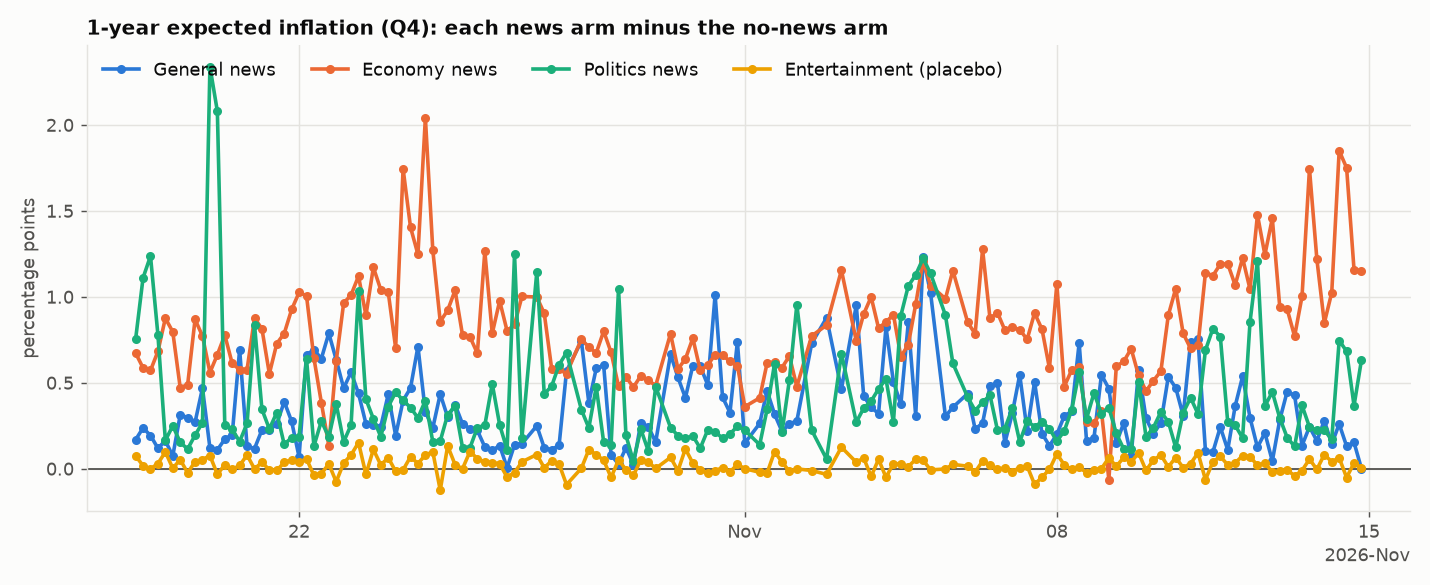 1-year expected inflation (Q4): each news arm minus the no-news arm
General news Economy news Politics news Entertainment (placebo)
percentage points
2.0
1.5
1.0
0.5
0.0
22 Nov 08 15
2026-Nov